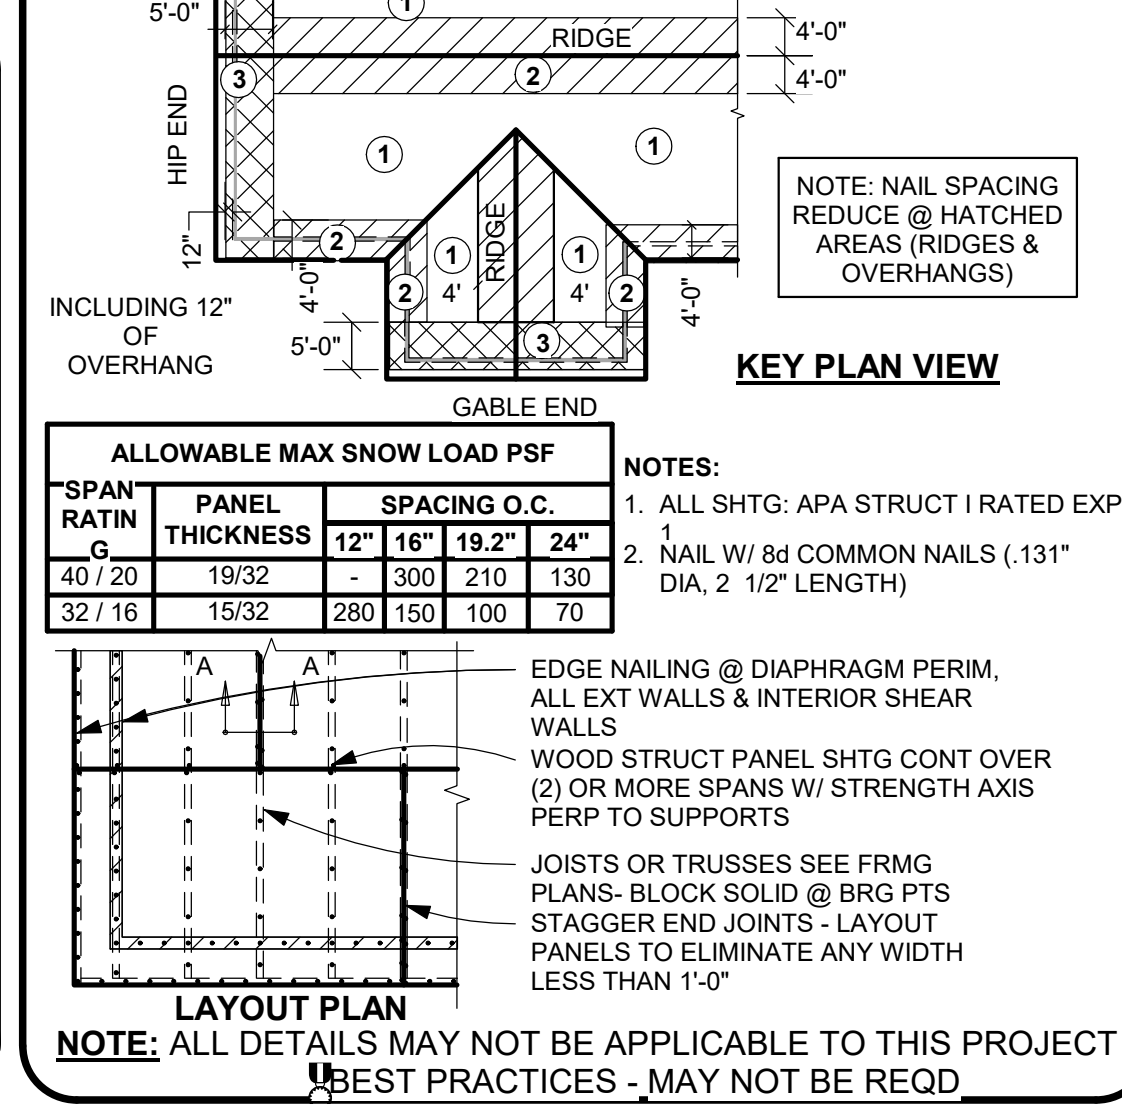 5'-0"
1
RIDGE
4'-0"
3
2
4'-0"
HIP END
1
1
NOTE: NAIL SPACING
REDUCE @ HATCHED
AREAS (RIDGES &
OVERHANGS)
12"
2
4'-0"
1
4'
RIDGE
1
4'
2
2
4'-0"
INCLUDING 12"
OF
OVERHANG
5'-0"
3
KEY PLAN VIEW
GABLE END
ALLOWABLE MAX SNOW LOAD PSF
SPAN
RATIN
G
PANEL
THICKNESS
SPACING O.C.
12" 16" 19.2" 24"
40 / 20 19/32 - 300 210 130
32 / 16 15/32 280 150 100 70
NOTES:
1. ALL SHTG: APA STRUCT I RATED EXP
1
2. NAIL W/ 8d COMMON NAILS (.131"
DIA, 2 1/2" LENGTH)
A A
EDGE NAILING @ DIAPHRAGM PERIM,
ALL EXT WALLS & INTERIOR SHEAR
WALLS
WOOD STRUCT PANEL SHTG CONT OVER
(2) OR MORE SPANS W/ STRENGTH AXIS
PERP TO SUPPORTS
JOISTS OR TRUSSES SEE FRMG
PLANS- BLOCK SOLID @ BRG PTS
STAGGER END JOINTS - LAYOUT
PANELS TO ELIMINATE ANY WIDTH
LESS THAN 1'-0"
LAYOUT PLAN
NOTE: ALL DETAILS MAY NOT BE APPLICABLE TO THIS PROJECT
BEST PRACTICES - MAY NOT BE REQD